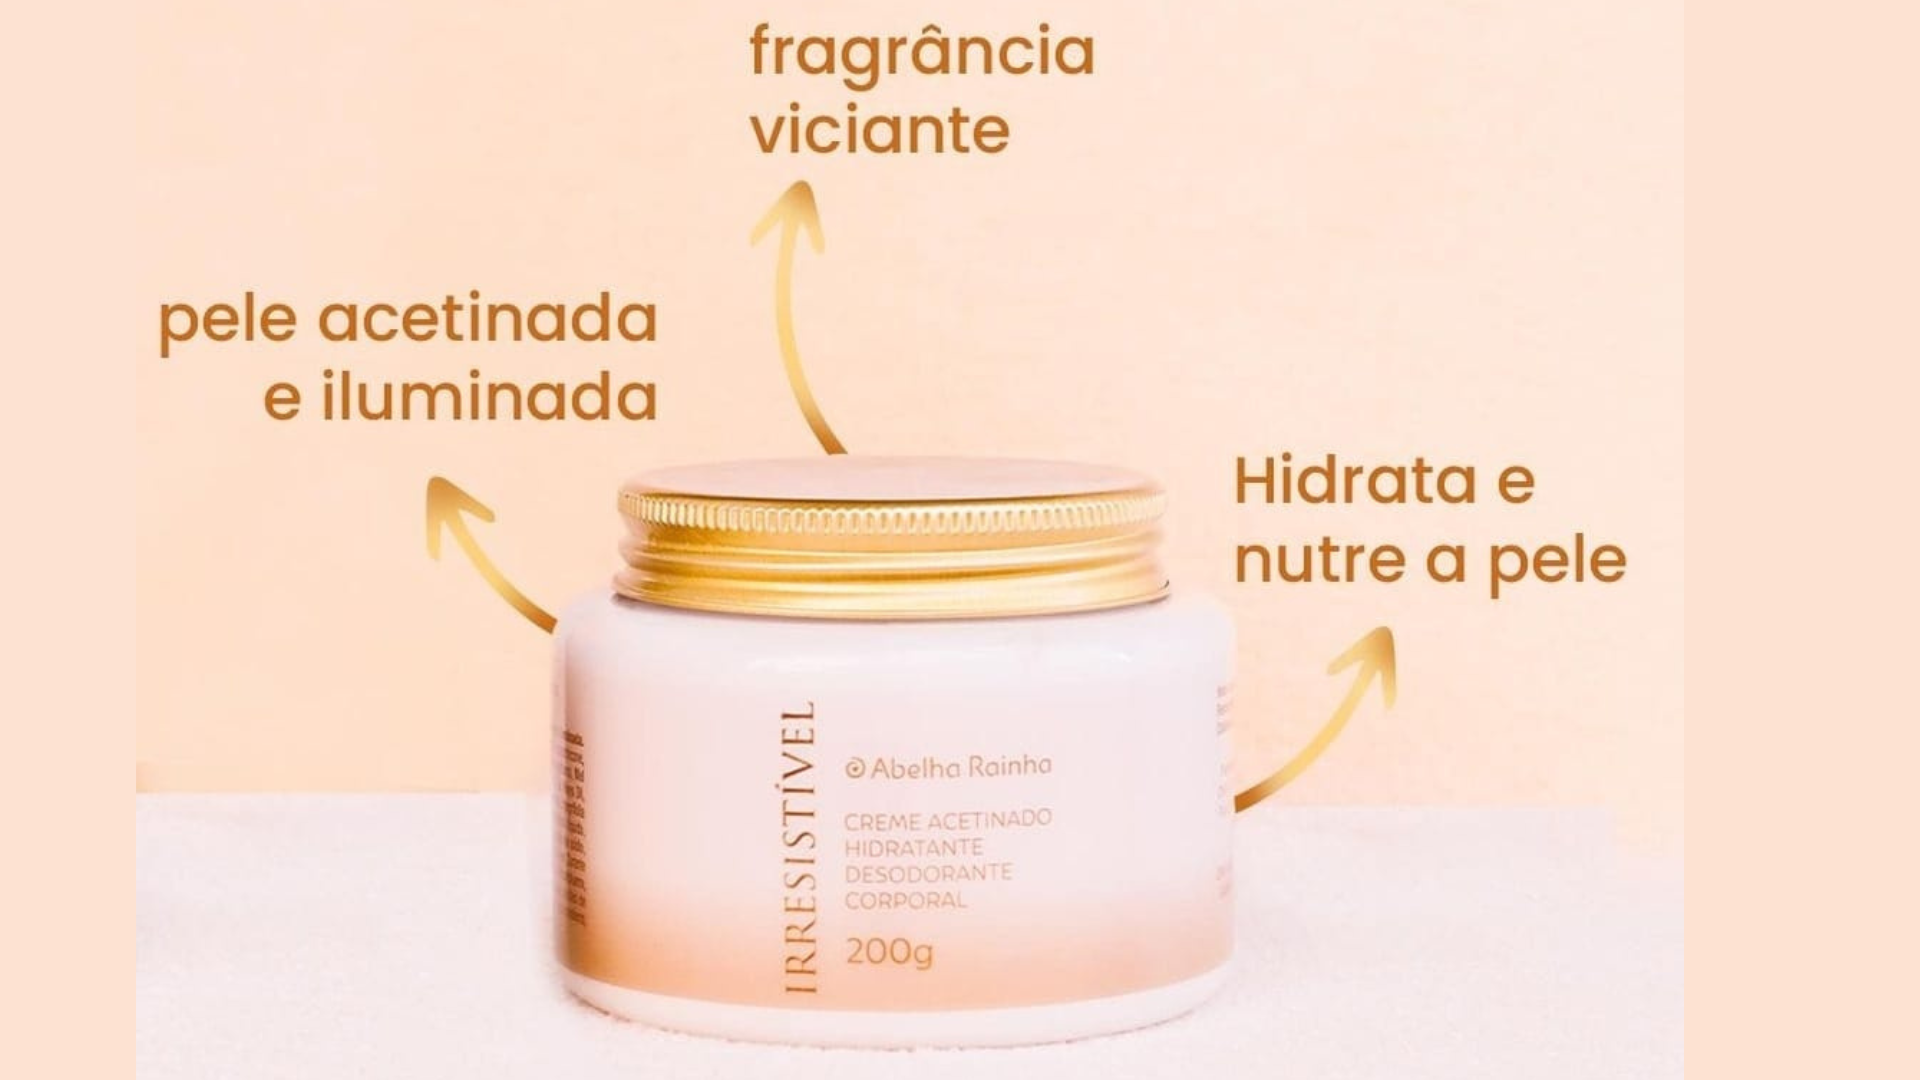 fragrância
viciante
pele acetinada
e iluminada
Hidrata e
nutre a pele
IRRESISTÍVEL
Abelha Rainha
CREME ACETINADO
HIDRATANTE
DESODORANTE
CORPORAL
200g